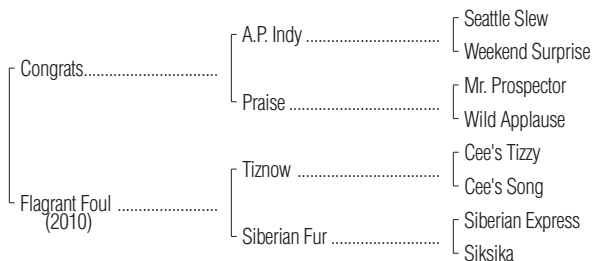 Seattle Slew
A.P. Indy ..................................
Weekend Surprise
Congrats..................................
Mr. Prospector
Praise .......................................
Wild Applause
Cee's Tizzy
Tiznow ....................................
Cee's Song
Flagrant Foul .........................
(2010)
Siberian Express
Siberian Fur ...........................
Siksika